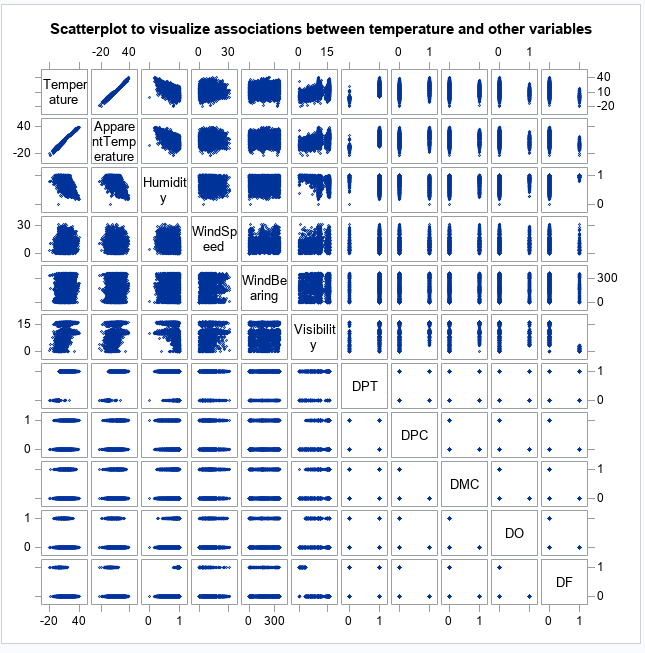 Scatterplot to visualize associations between temperature and other variables
-20 40 0 30 0 15 0 1 0 1
Temper
ature
40
10
-20
40
-20
Appare
ntTemp
erature
Humidit
y
1
0
30
0
WindSp
eed
WindBe
aring
300
0
15
0
Visibilit
y
DPT
1
0
1
0
DPC
DMC
1
0
1
0
DO
DF
1
0
-20 40 0 1 0 300 0 1 0 1 0 1